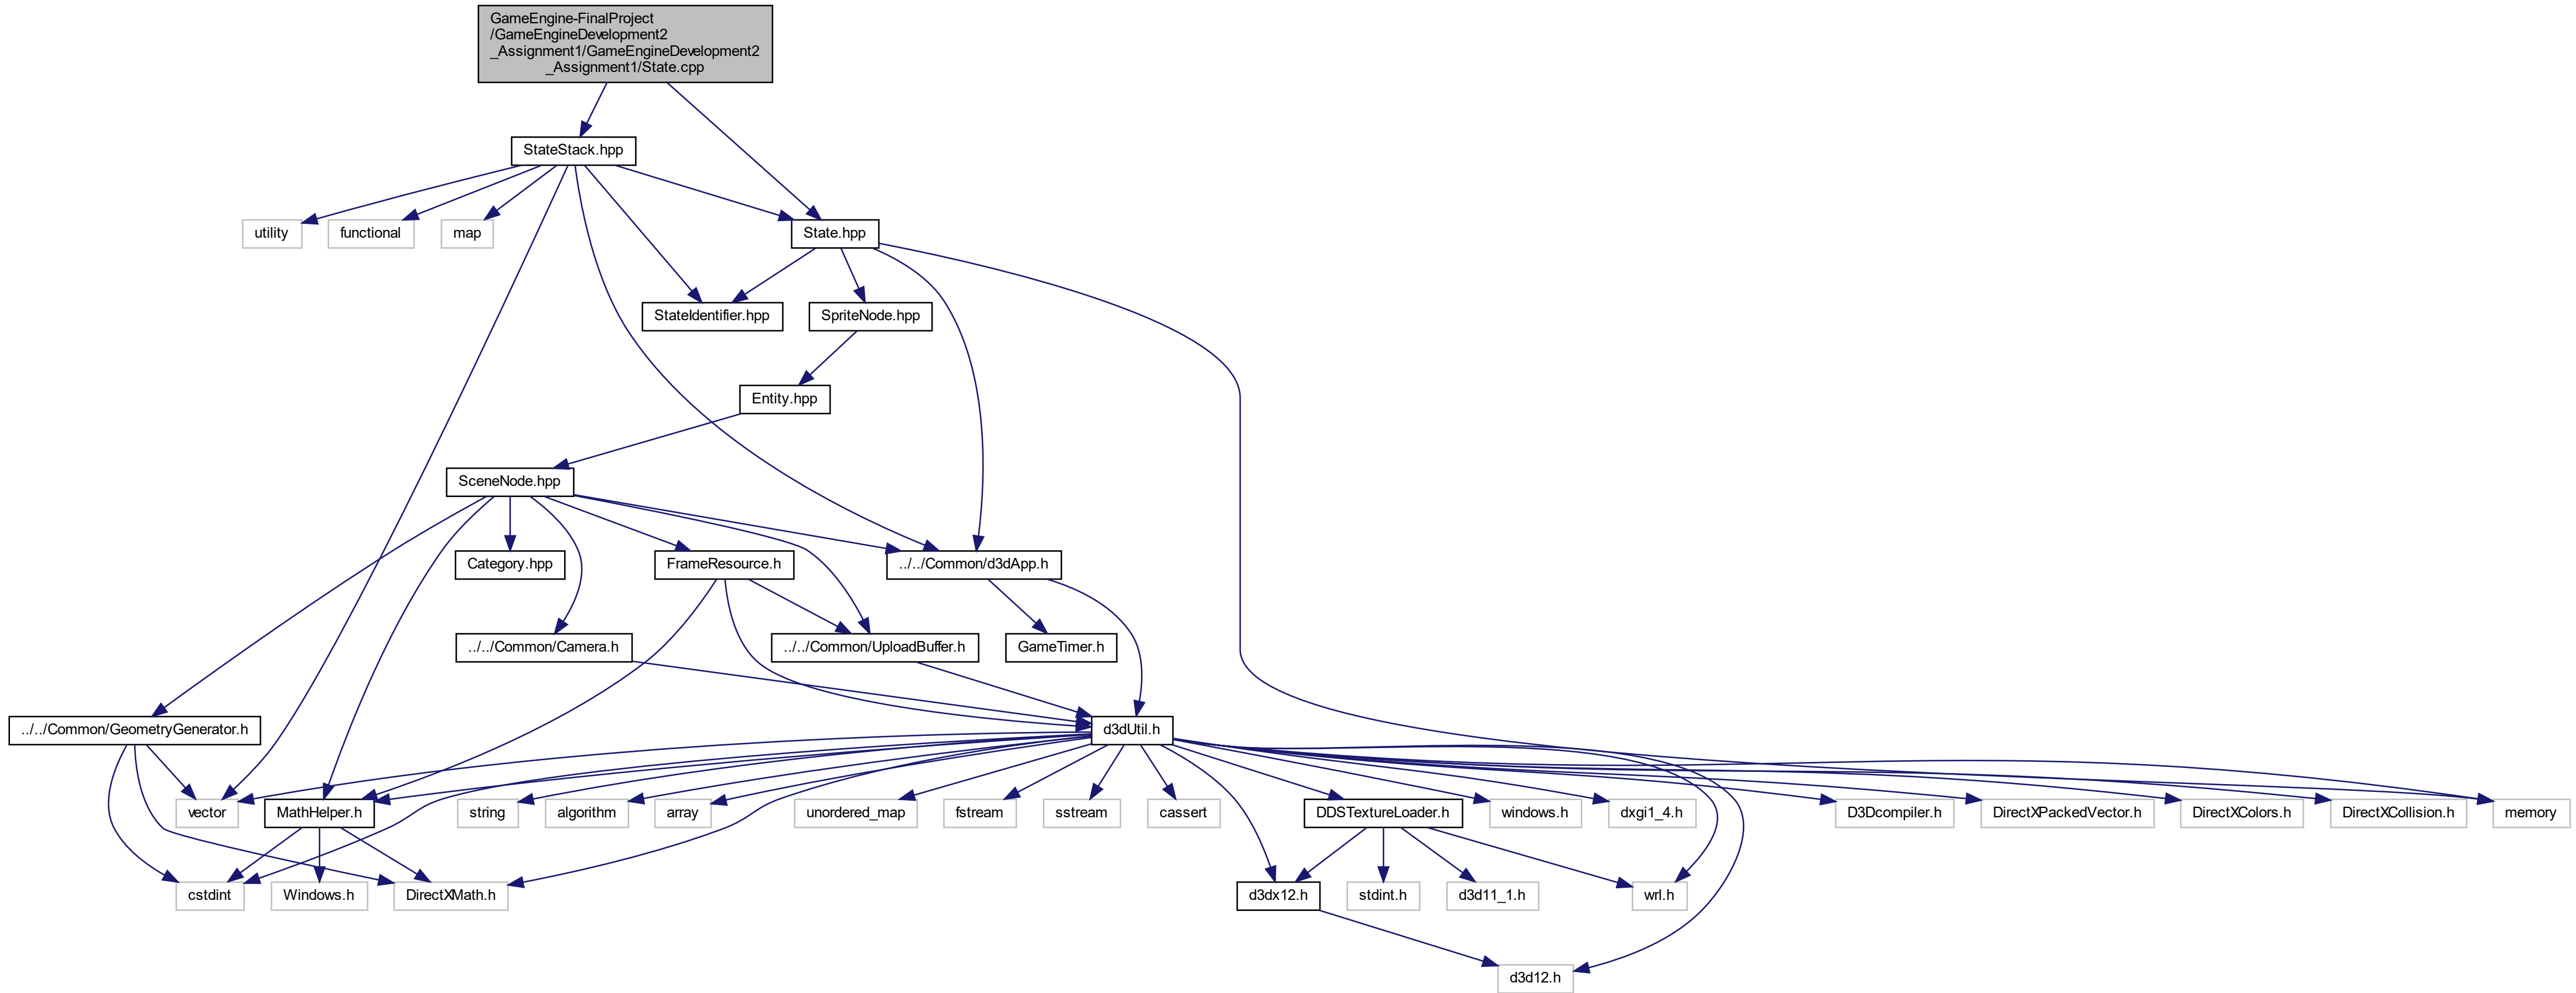 GameEngine-FinalProject
/GameEngineDevelopment2
_Assignment1/GameEngineDevelopment2
_Assignment1/State.cpp
StateStack.hpp
utility
functional
map
State.hpp
StateIdentifier.hpp
SpriteNode.hpp
Entity.hpp
SceneNode.hpp
Category.hpp
FrameResource.h
../../Common/d3dApp.h
../../Common/Camera.h
../../Common/UploadBuffer.h
GameTimer.h
../../Common/GeometryGenerator.h
d3dUtil.h
vector
MathHelper.h
string
algorithm
array
unordered_map
fstream
sstream
cassert
DDSTextureLoader.h
windows.h
dxgi1_4.h
D3Dcompiler.h
DirectXPackedVector.h
DirectXColors.h
DirectXCollision.h
memory
cstdint
Windows.h
DirectXMath.h
d3dx12.h
stdint.h
d3d11_1.h
wrl.h
d3d12.h